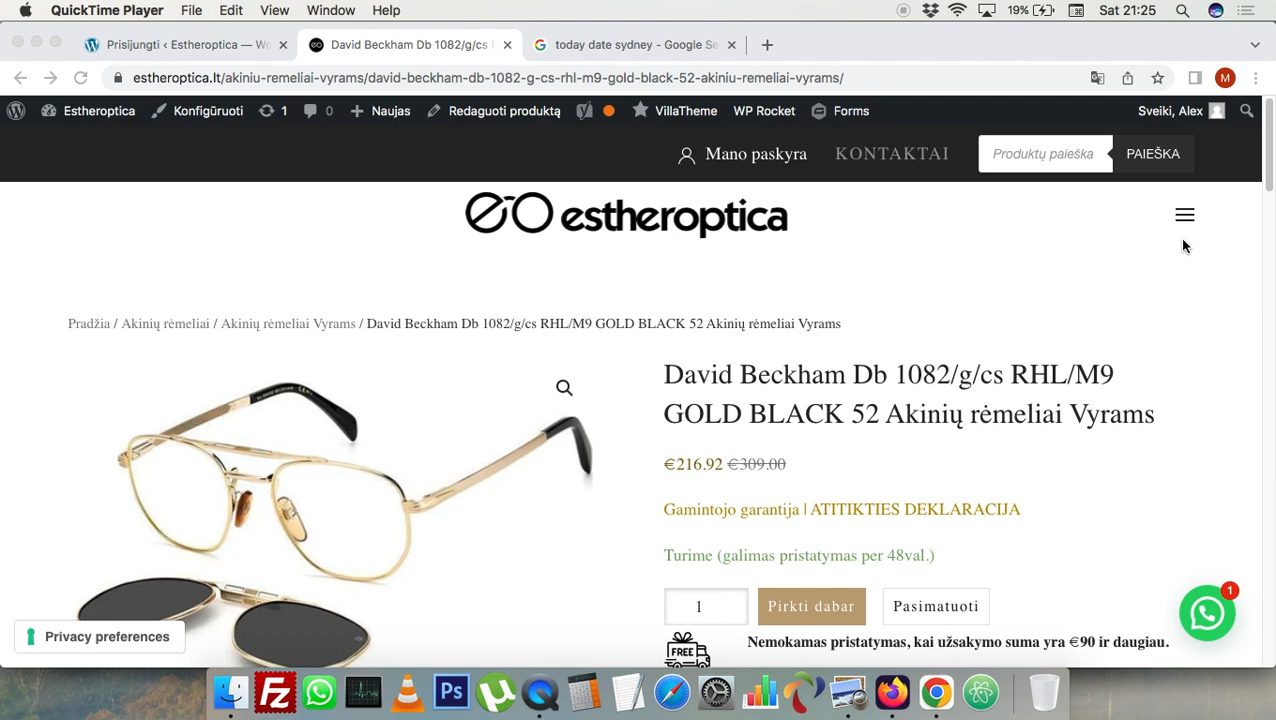 QuickTime Player File Edit View Window Help 19% Sat 21:25
Prisijungti ‹ Estheroptica — Wo
David Beckham Db 1082/g/cs R
today date sydney - Google Se
estheroptica.lt/akiniu-remeliai-vyrams/david-beckham-db-1082-g-cs-rhl-m9-gold-black-52-akiniu-remeliai-vyrams/
M
Estheroptica Konfigūruoti 1 0 Naujas Redaguoti produktą VillaTheme WP Rocket Forms Sveiki, Alex
Mano paskyra KONTAKTAI Produktų paieška PAIEŠKA
estheroptica
Pradžia / Akinių rėmeliai / Akinių rėmeliai Vyrams / David Beckham Db 1082/g/cs RHL/M9 GOLD BLACK 52 Akinių rėmeliai Vyrams
David Beckham Db 1082/g/cs RHL/M9
GOLD BLACK 52 Akinių rėmeliai Vyrams
€216.92 €309.00
Gamintojo garantija | ATITIKTIES DEKLARACIJA
Turime (galimas pristatymas per 48val.)
1 Pirkti dabar Pasimatuoti
1
Privacy preferences
FREE
Nemokamas pristatymas, kai užsakymo suma yra €90 ir daugiau.
Fz Ps